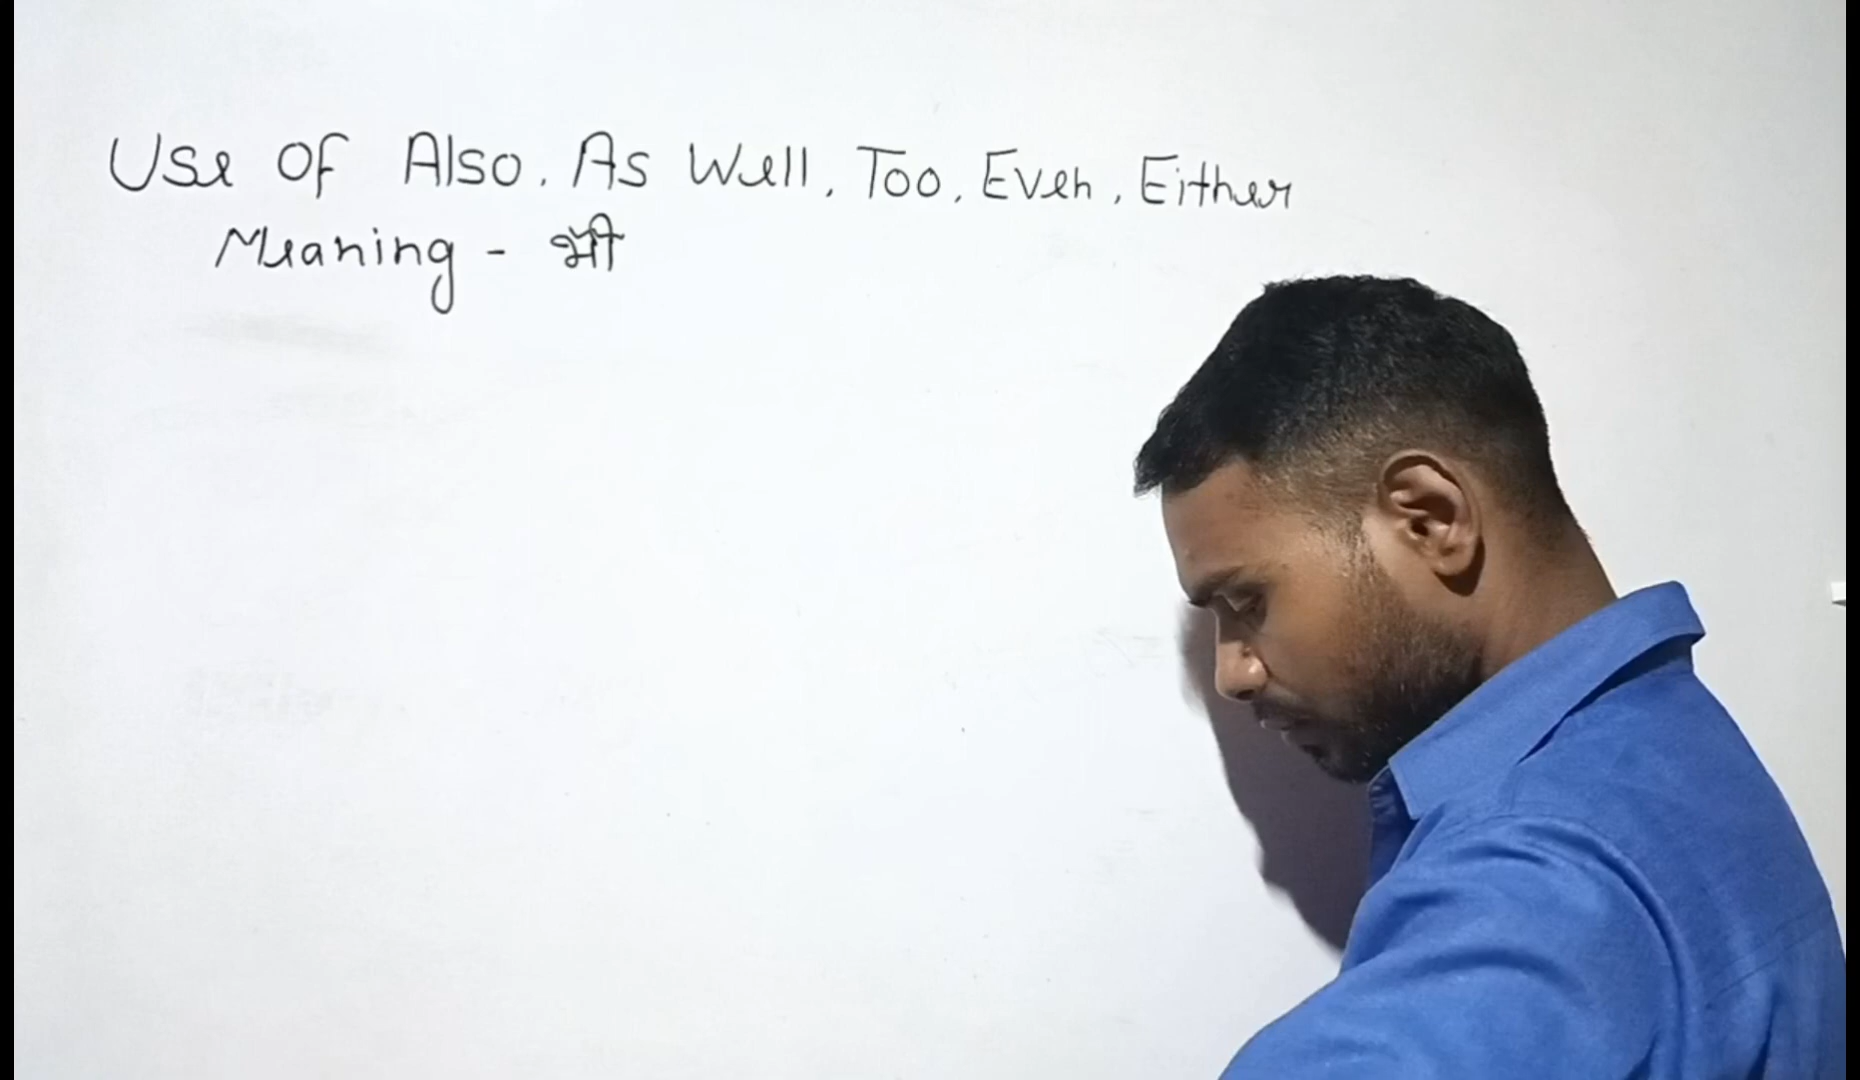 Use Of Also, As Well, Too, Even, Either
Meaning - भी